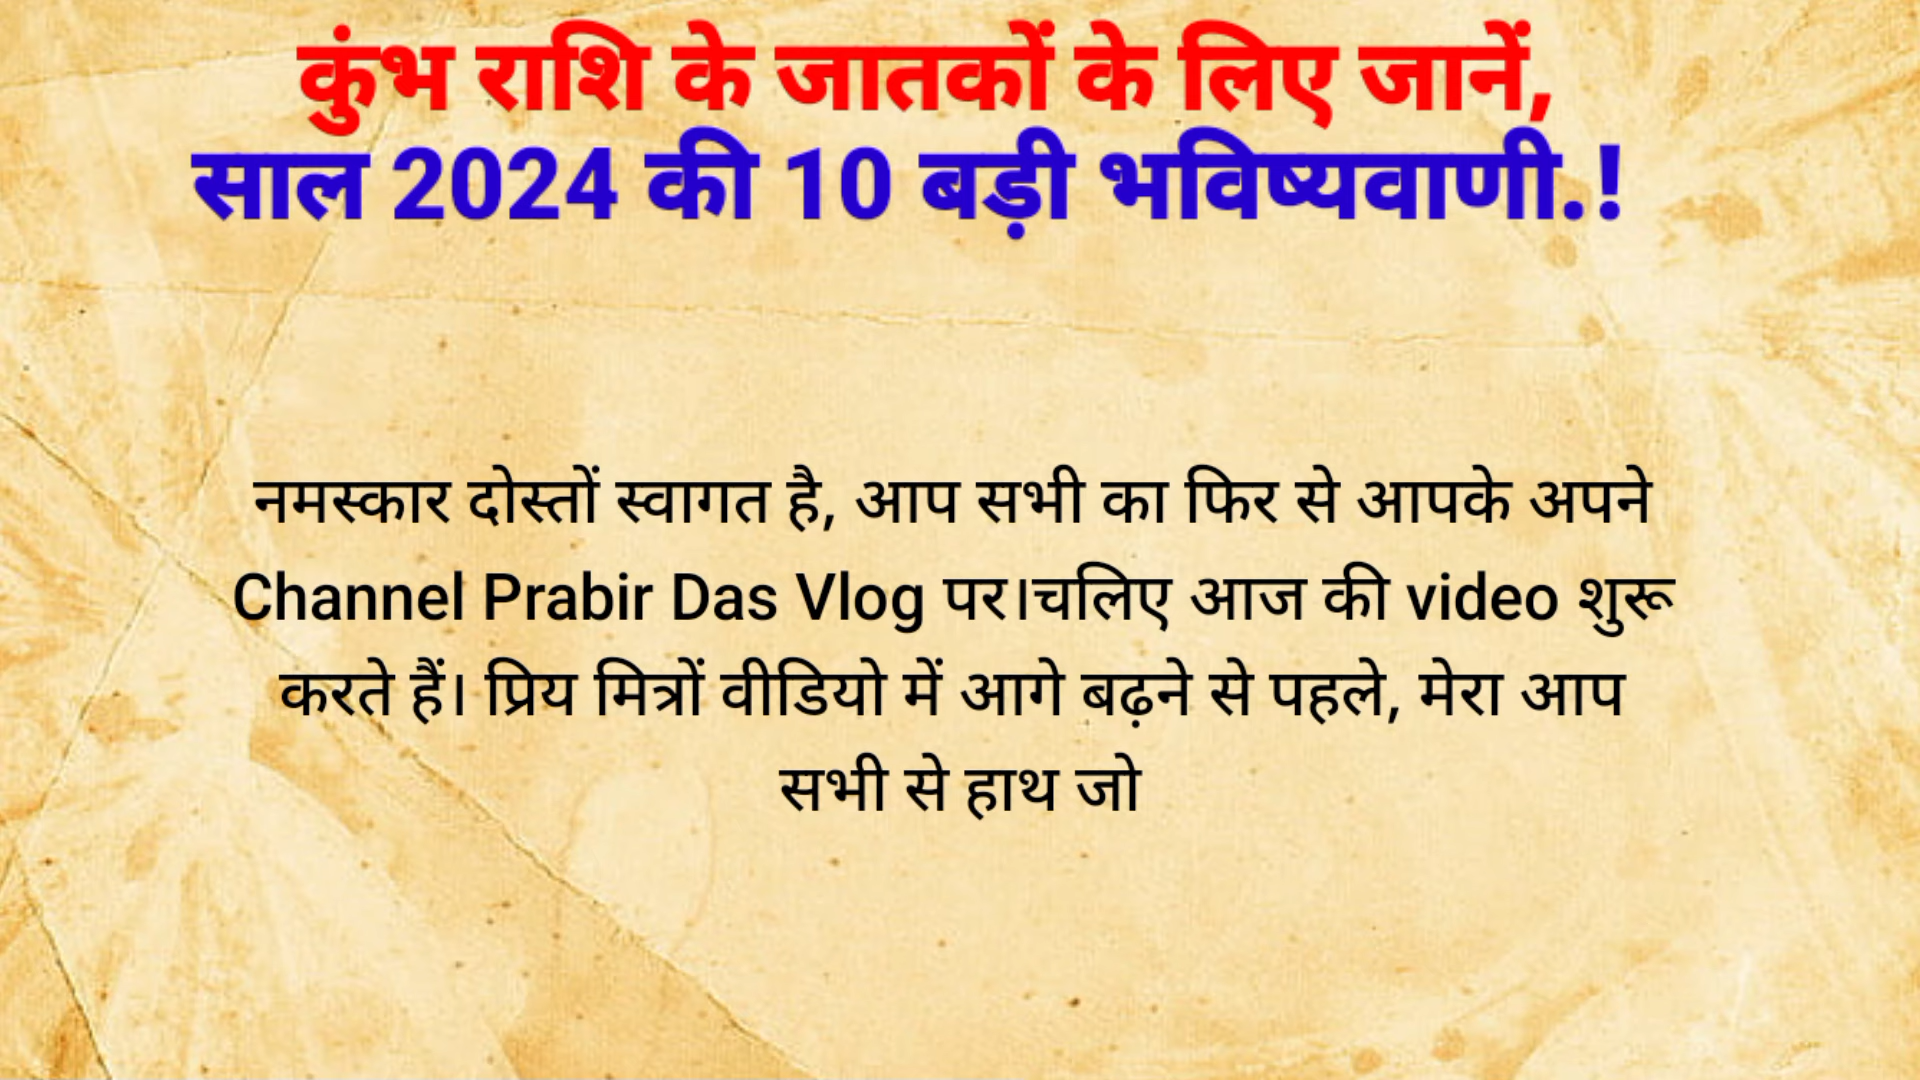 कुंभ राशि के जातकों के लिए जानें,
साल 2024 की 10 बड़ी भविष्यवाणी.!
नमस्कार दोस्तों स्वागत है, आप सभी का फिर से आपके अपने
Channel Prabir Das Vlog पर।चलिए आज की video शुरू
करते हैं। प्रिय मित्रों वीडियो में आगे बढ़ने से पहले, मेरा आप
सभी से हाथ जो